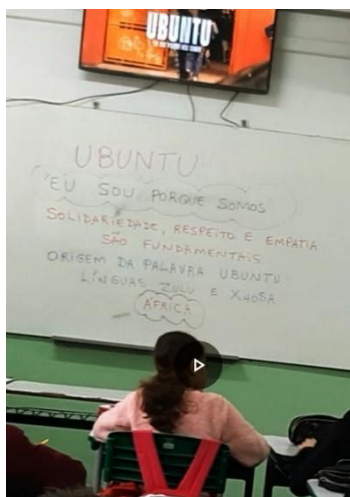 UBUNTU
UBUNTU
"EU SOU PORQUE SOMOS"
SOLIDARIEDADE, RESPEITO E EMPATIA
SÃO FUNDAMENTAIS
ORIGEM DA PALAVRA UBUNTU:
LÍNGUAS ZULU E XHOSA
ÁFRICA